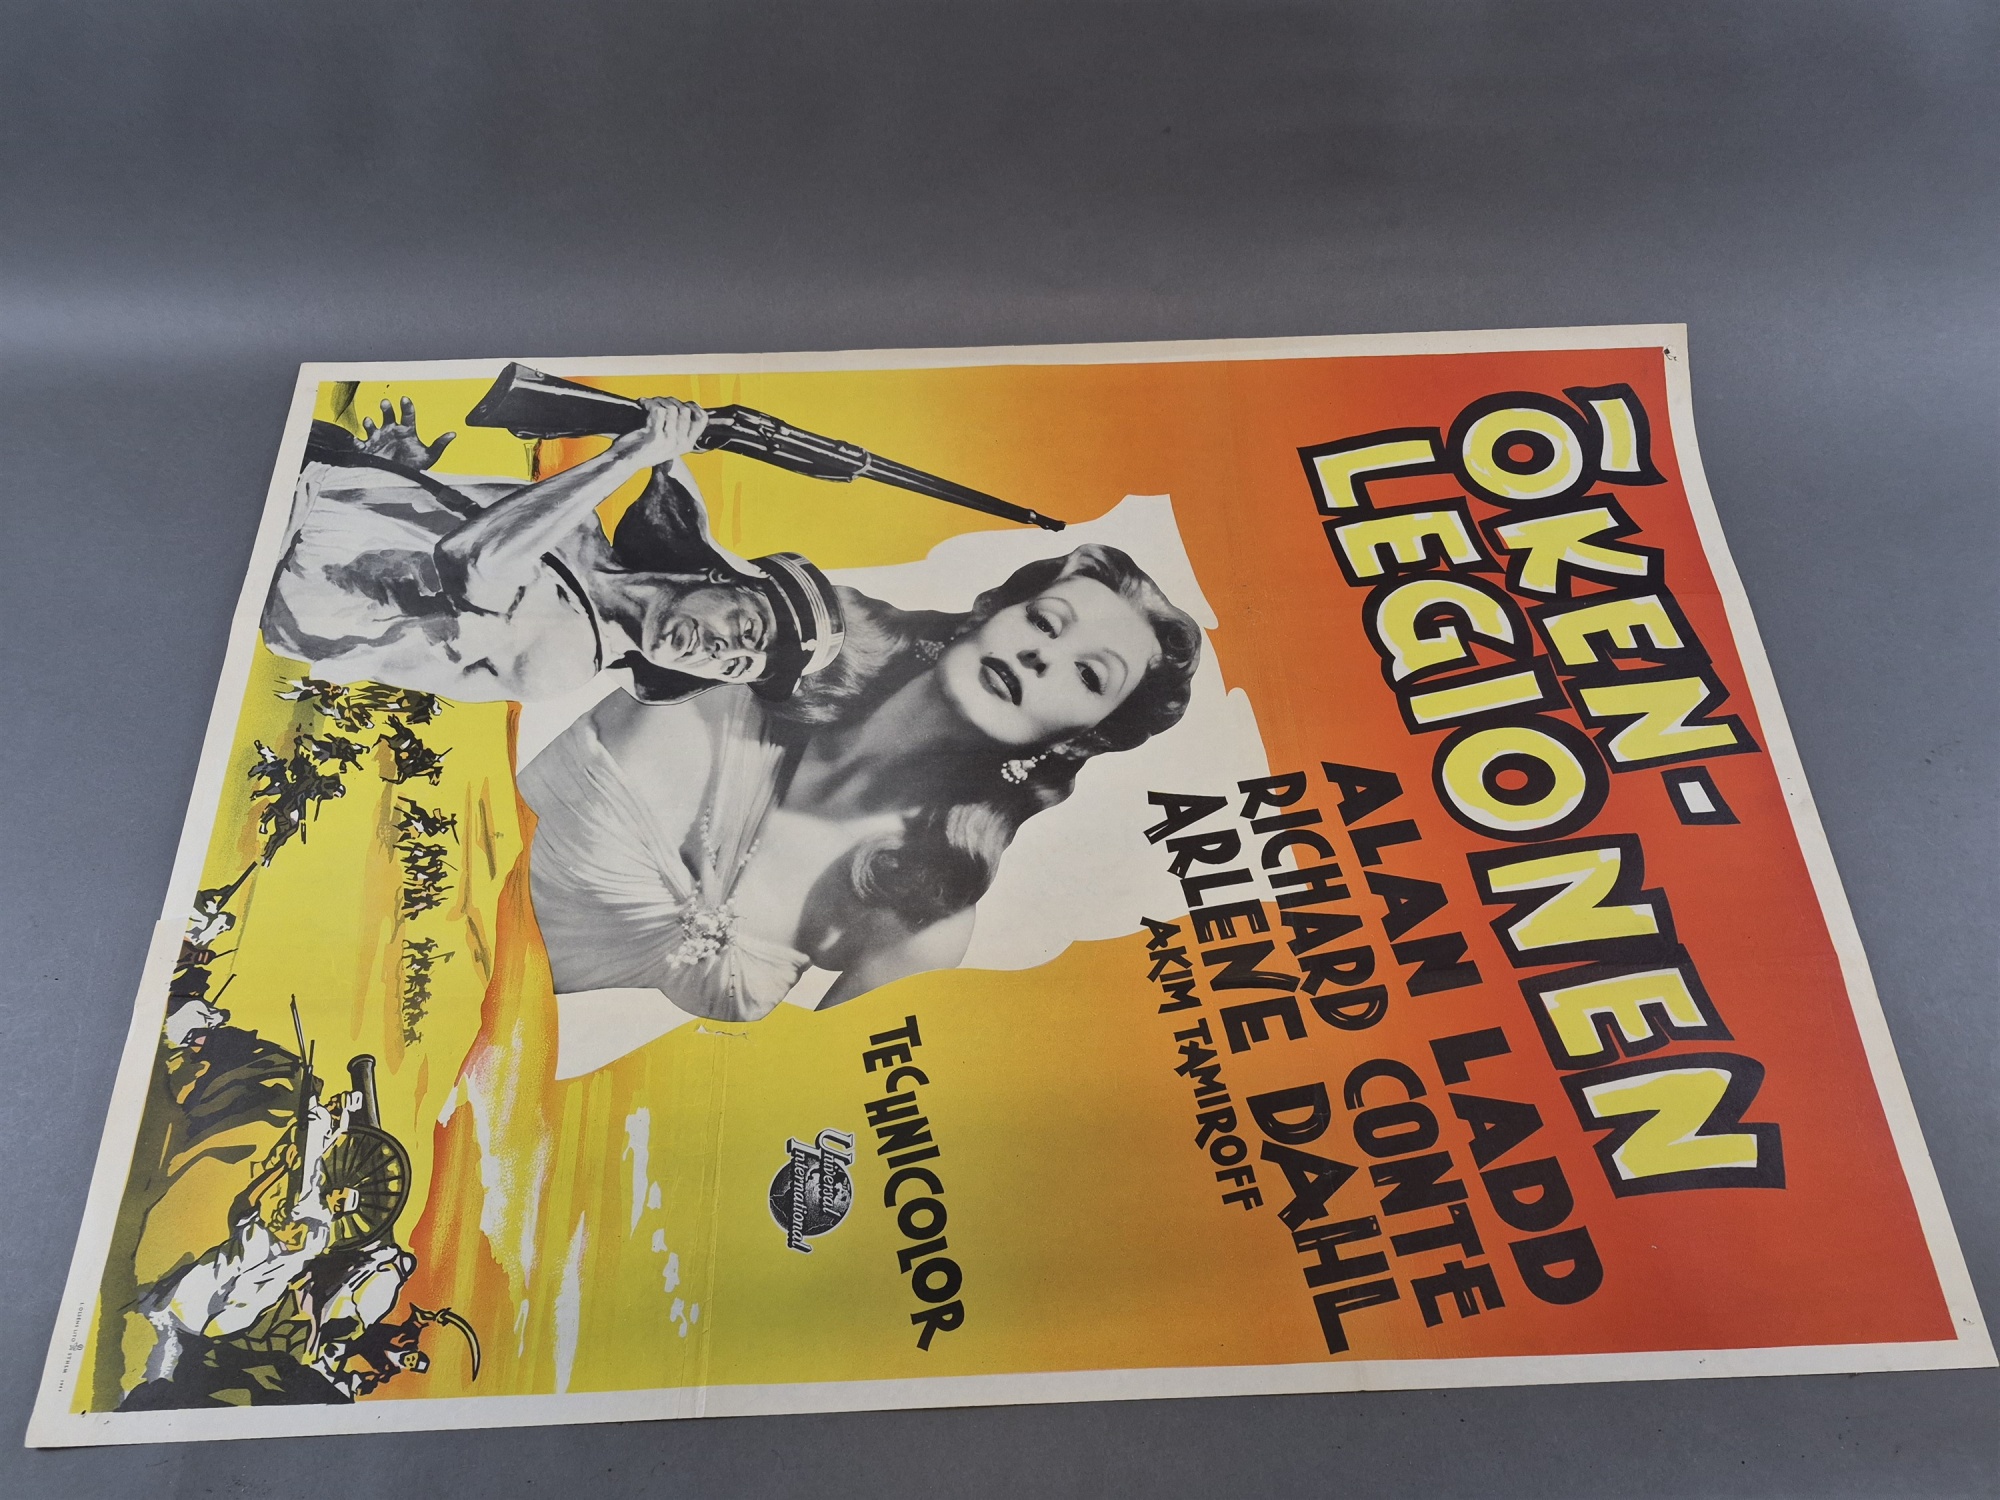 ÖKEN-
LEGIONEN
ALAN LADD
RICHARD CONTE
ARLENE DAHL
AKIM TAMIROFF
TECHNICOLOR
Universal
International